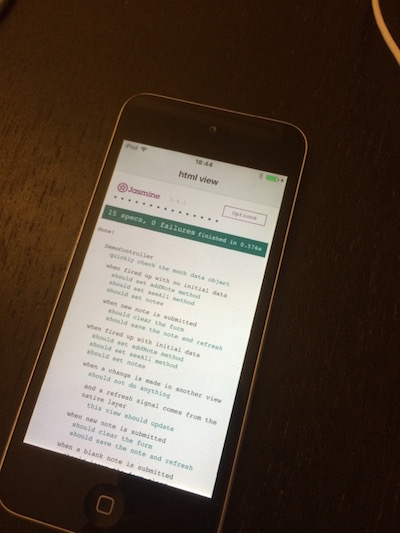 iPod 18:44
html view
Jasmine 2.4.1
Options
15 specs, 0 failures finished in 0.576s
done!
DemoController
quickly check the mock data object
when fired up with no initial data
should set addNote method
should set seeAll method
should set notes
when new note is submitted
should clear the form
should save the note and refresh
when fired up with initial data
should set addNote method
should set seeAll method
should set notes
when a change is made in another view
should not do anything
and a refresh signal comes from the
native layer
this view should update
when new note is submitted
should clear the form
should save the note and refresh
when a blank note is submitted